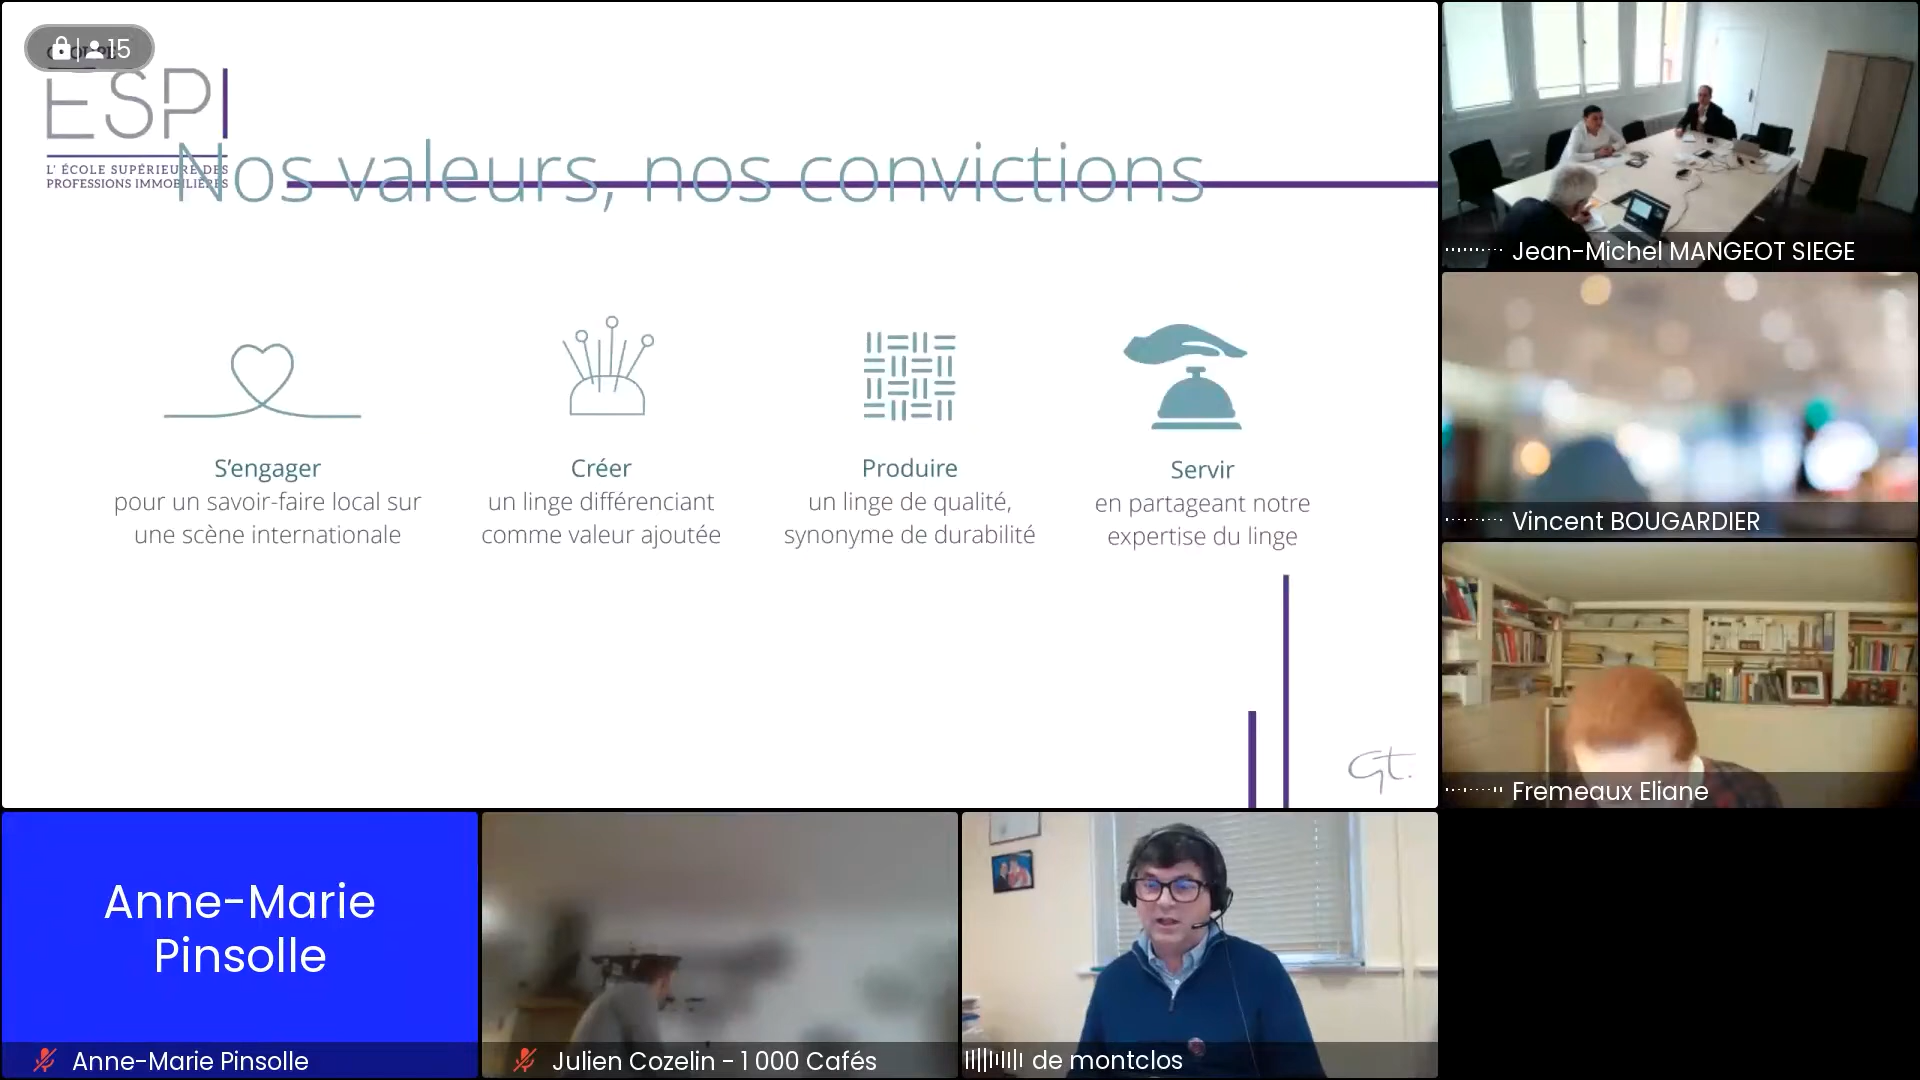 15
ESPI
L' ÉCOLE SUPÉRIEURE DES
PROFESSIONS IMMOBILIÈRES
Nos valeurs, nos convictions
S'engager
pour un savoir-faire local sur
une scène internationale
Créer
un linge différenciant
comme valeur ajoutée
Produire
un linge de qualité,
synonyme de durabilité
Servir
en partageant notre
expertise du linge
Gt.
Jean-Michel MANGEOT SIEGE
Vincent BOUGARDIER
Fremeaux Eliane
Anne-Marie
Pinsolle
Anne-Marie Pinsolle
Julien Cozelin - 1 000 Cafés
de montclos